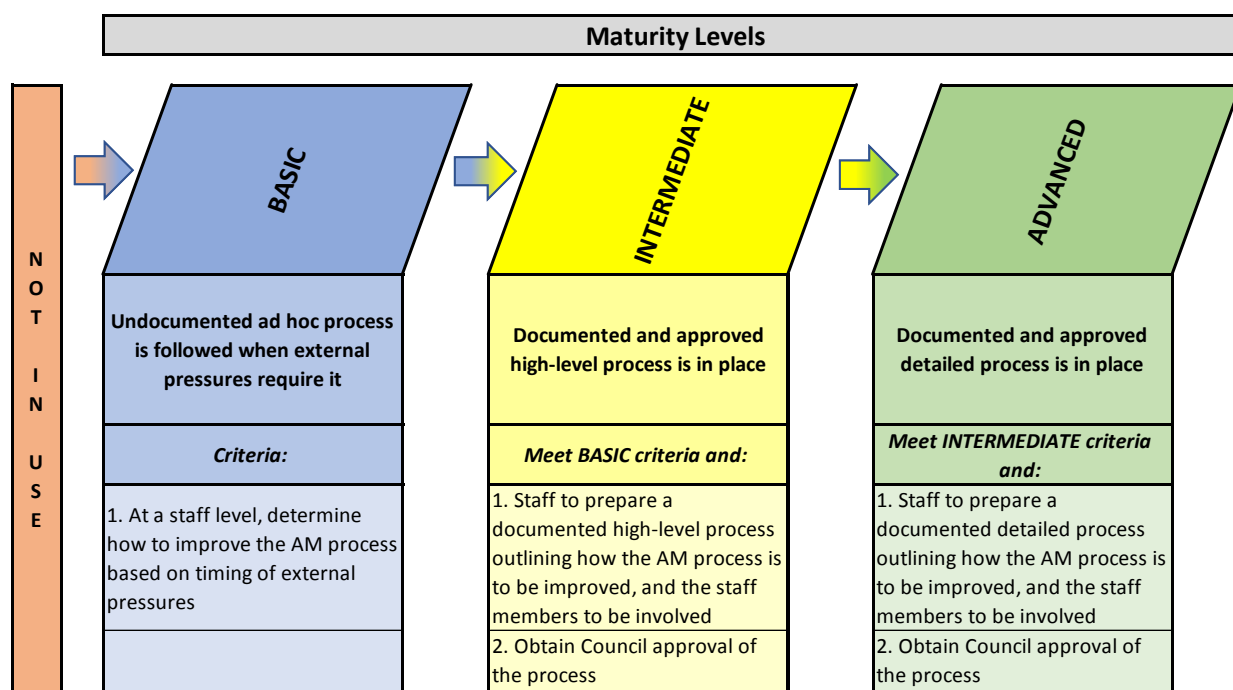 Maturity Levels
NOT IN USE
BASIC
Undocumented ad hoc process
is followed when external
pressures require it
Criteria:
1. At a staff level, determine
how to improve the AM process
based on timing of external
pressures
INTERMEDIATE
Documented and approved
high-level process is in place
Meet BASIC criteria and:
1. Staff to prepare a
documented high-level process
outlining how the AM process is
to be improved, and the staff
members to be involved
2. Obtain Council approval of
the process
ADVANCED
Documented and approved
detailed process is in place
Meet INTERMEDIATE criteria
and:
1. Staff to prepare a
documented detailed process
outlining how the AM process is
to be improved, and the staff
members to be involved
2. Obtain Council approval of
the process